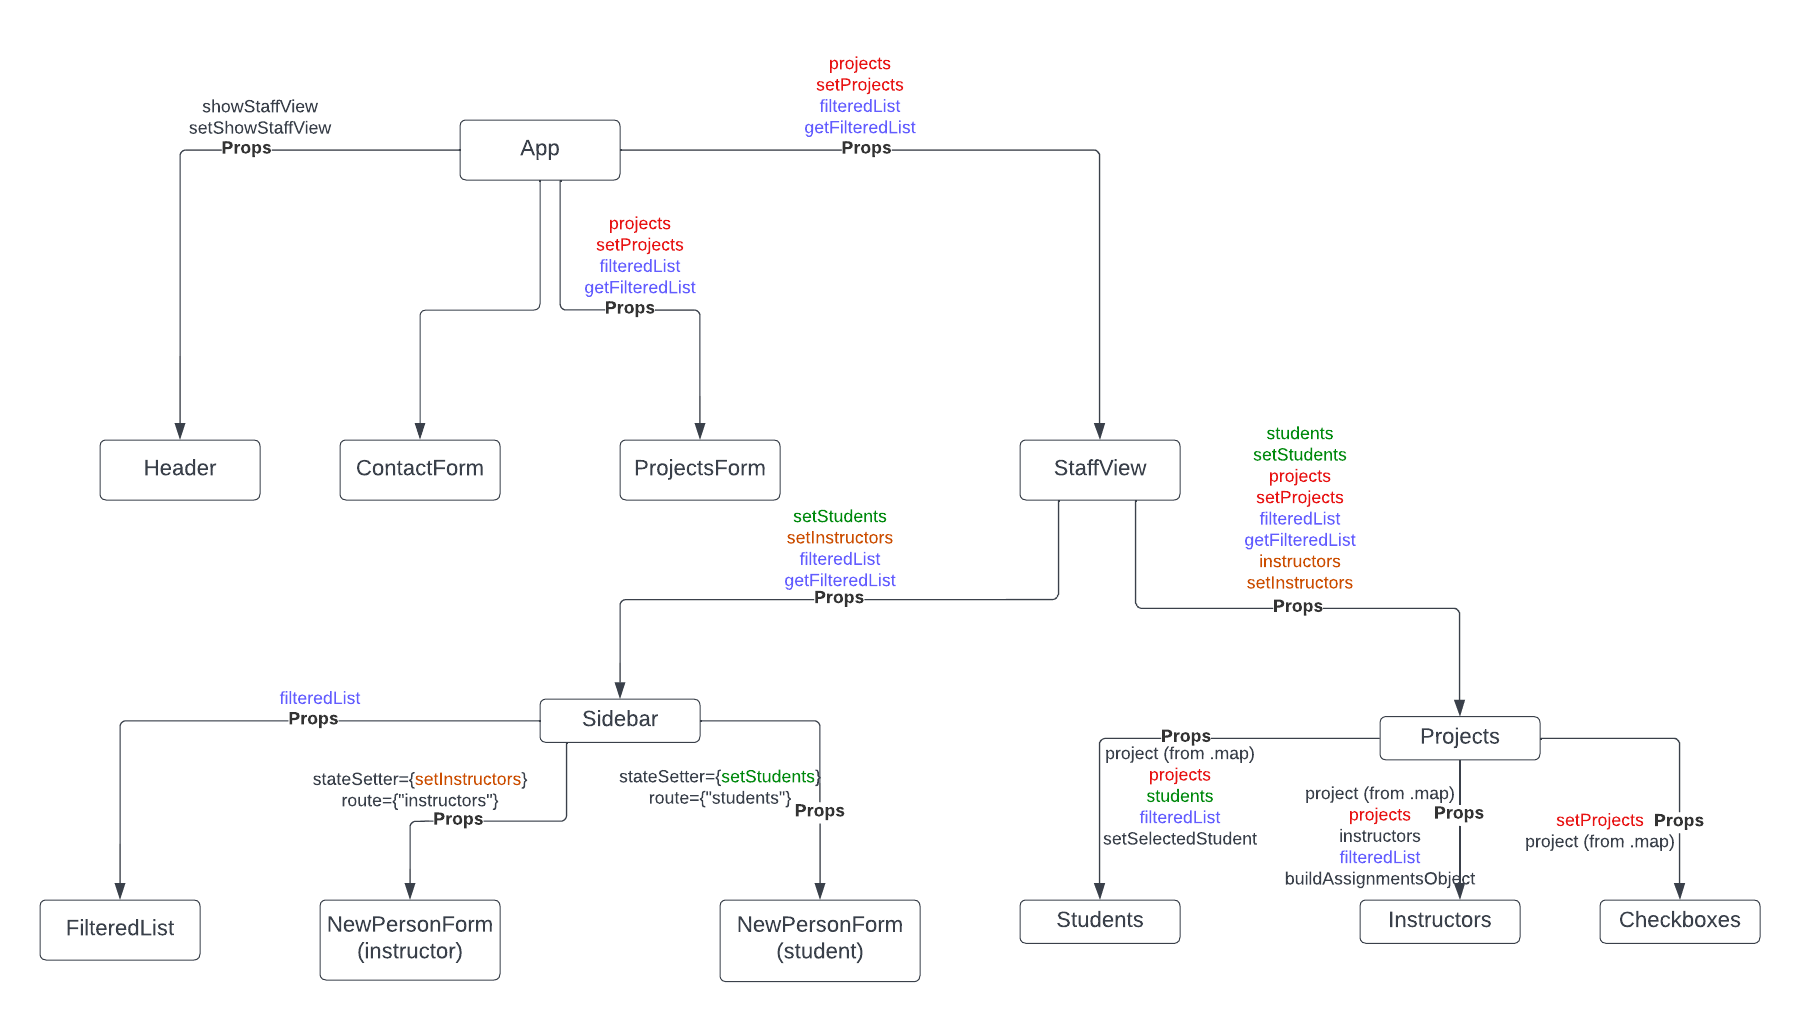 projects
setProjects
filteredList
getFilteredList
Props
showStaffView
setShowStaffView
Props
App
projects
setProjects
filteredList
getFilteredList
Props
Header
ContactForm
ProjectsForm
StaffView
students
setStudents
projects
setProjects
filteredList
getFilteredList
instructors
setInstructors
Props
setStudents
setInstructors
filteredList
getFilteredList
Props
filteredList
Props
Sidebar
Projects
stateSetter={setInstructors}
route={"instructors"}
Props
stateSetter={setStudents}
route={"students"}
Props
Props
project (from .map)
projects
students
filteredList
setSelectedStudent
project (from .map)
Props
projects
instructors
filteredList
buildAssignmentsObject
setProjects
Props
project (from .map)
FilteredList
NewPersonForm
(instructor)
NewPersonForm
(student)
Students
Instructors
Checkboxes